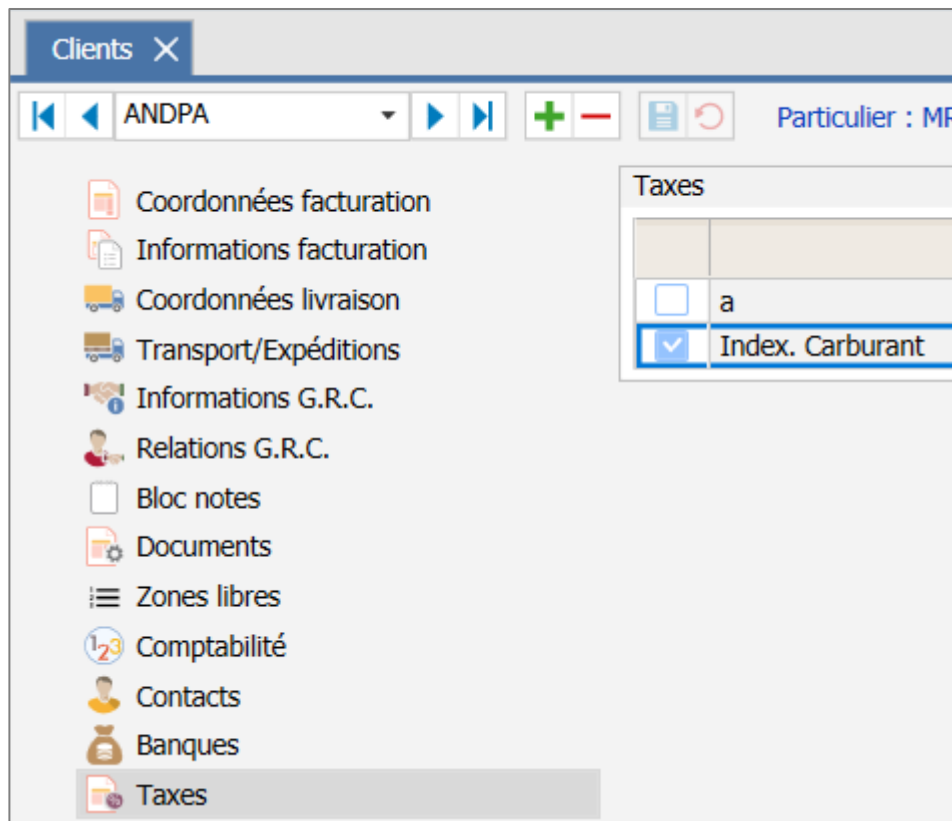 Clients
ANDPA
Particulier : MR
Coordonnées facturation
Informations facturation
Coordonnées livraison
Transport/Expéditions
Informations G.R.C.
Relations G.R.C.
Bloc notes
Documents
Zones libres
Comptabilité
Contacts
Banques
Taxes
Taxes
a
Index. Carburant